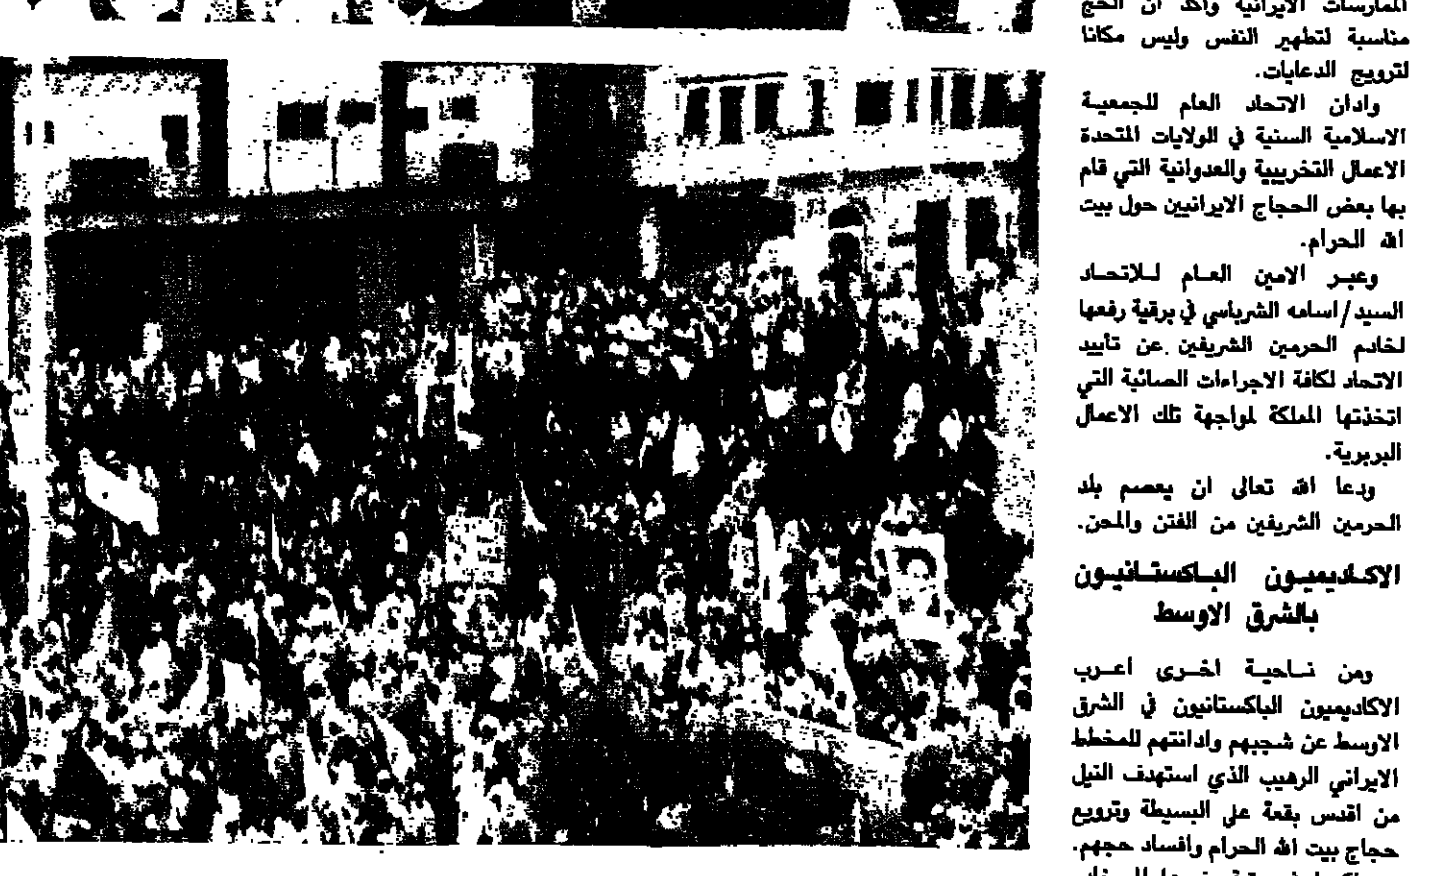 الممارسات الايرانية واكد ان الحج
مناسبة لتطهير النفس وليس مكانا
لترويج الدعايات.
وادان الاتحاد العام للجمعية
الاسلامية السنية في الولايات المتحدة
الاعمال التخريبية والعدوانية التي قام
بها بعض الحجاج الايرانيين حول بيت
الله الحرام.
وعبر الامين العام للاتحاد
السيد/اسامه الشرباسي في برقية رفعها
لخادم الحرمين الشريفين عن تأييد
الاتحاد لكافة الاجراءات الصائبة التي
اتخذتها المملكة لمواجهة تلك الاعمال
البربرية.
ودعا الله تعالى ان يعصم بلد
الحرمين الشريفين من الفتن والمحن.
الاكاديميون الباكستانيون
بالشرق الاوسط
ومن ناحية اخرى اعرب
الاكاديميون الباكستانيون في الشرق
الاوسط عن شجبهم وادانتهم للمخطط
الايراني الرهيب الذي استهدف النيل
من اقدس بقعة على البسيطة وترويع
حجاج بيت الله الحرام وافساد حجهم.